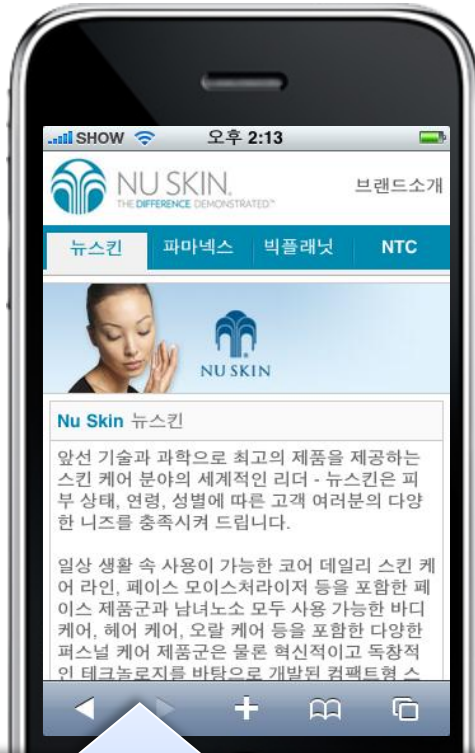 SHOW 오후 2:13
NU SKIN.
THE DIFFERENCE DEMONSTRATED™
브랜드소개
뉴스킨 파마넥스 빅플래닛 NTC
NU SKIN
Nu Skin 뉴스킨
앞선 기술과 과학으로 최고의 제품을 제공하는
스킨 케어 분야의 세계적인 리더 - 뉴스킨은 피
부 상태, 연령, 성별에 따른 고객 여러분의 다양
한 니즈를 충족시켜 드립니다.
일상 생활 속 사용이 가능한 코어 데일리 스킨 케
어 라인, 페이스 모이스처라이저 등을 포함한 페
이스 제품군과 남녀노소 모두 사용 가능한 바디
케어, 헤어 케어, 오랄 케어 등을 포함한 다양한
퍼스널 케어 제품군은 물론 혁신적이고 독창적
인 테크놀로지를 바탕으로 개발된 컴팩트형 스